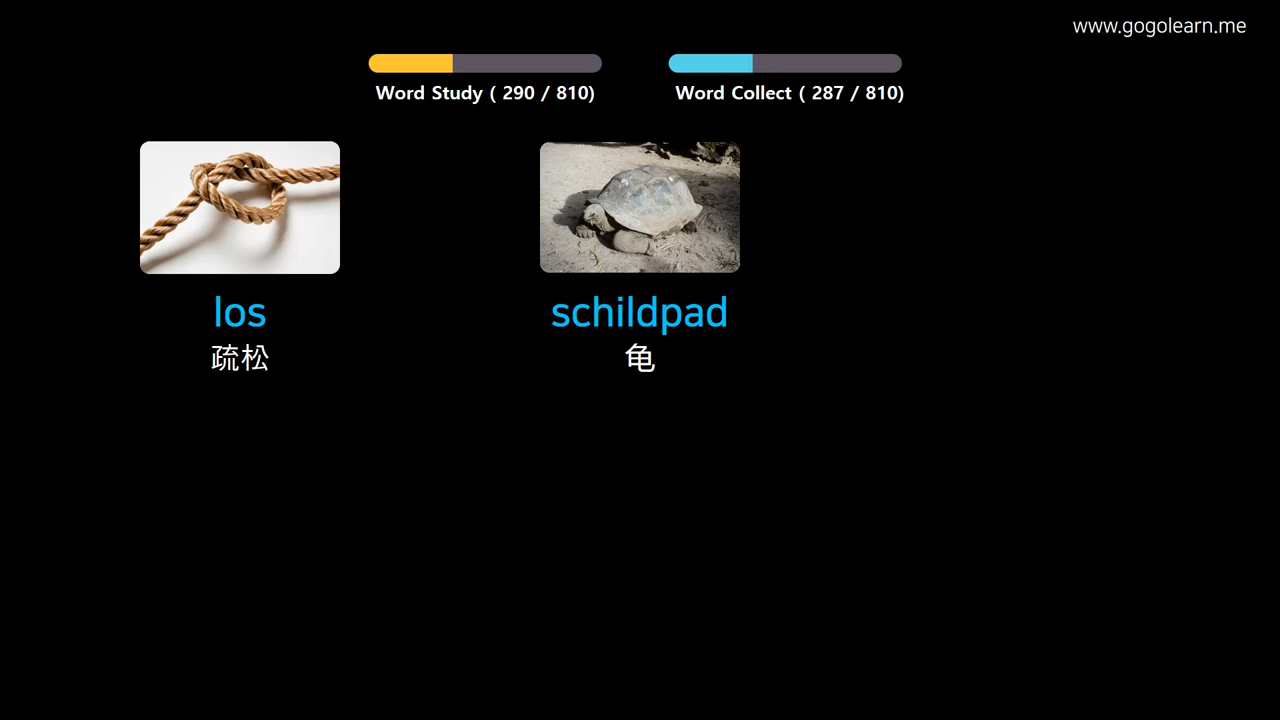 www.gogolearn.me
Word Study ( 290 / 810)
Word Collect ( 287 / 810)
los
疏松
schildpad
龟